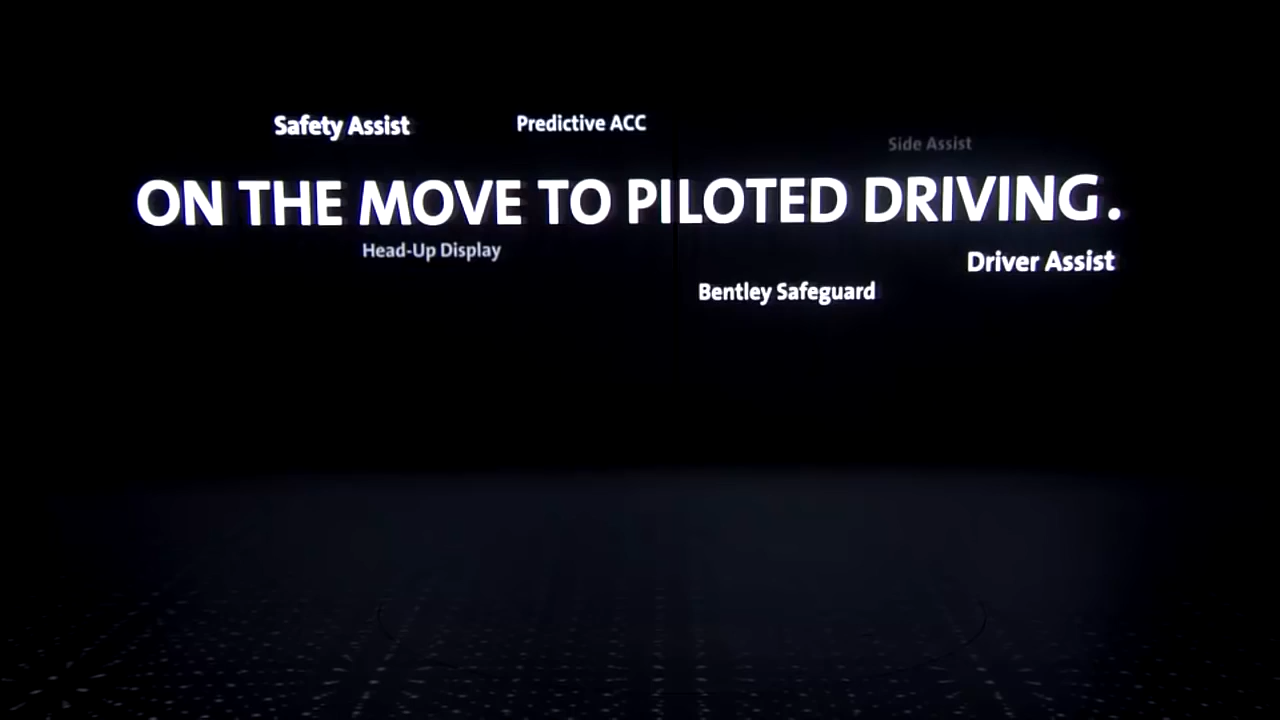 Safety Assist
Predictive ACC
Side Assist
ON THE MOVE TO PILOTED DRIVING.
Head-Up Display
Driver Assist
Bentley Safeguard